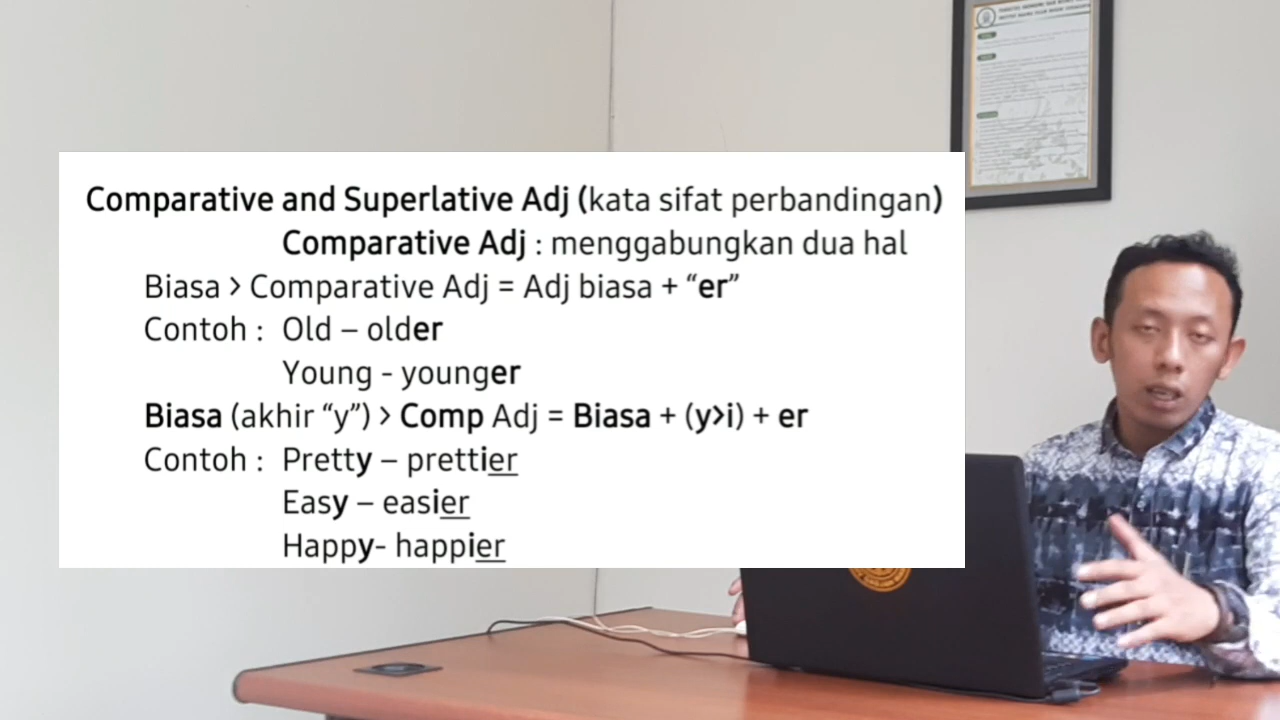 Comparative and Superlative Adj (kata sifat perbandingan)
Comparative Adj : menggabungkan dua hal
Biasa > Comparative Adj = Adj biasa + “er”
Contoh : Old – older
Young - younger
Biasa (akhir “y”) > Comp Adj = Biasa + (y>i) + er
Contoh : Pretty – prettier
Easy – easier
Happy- happier